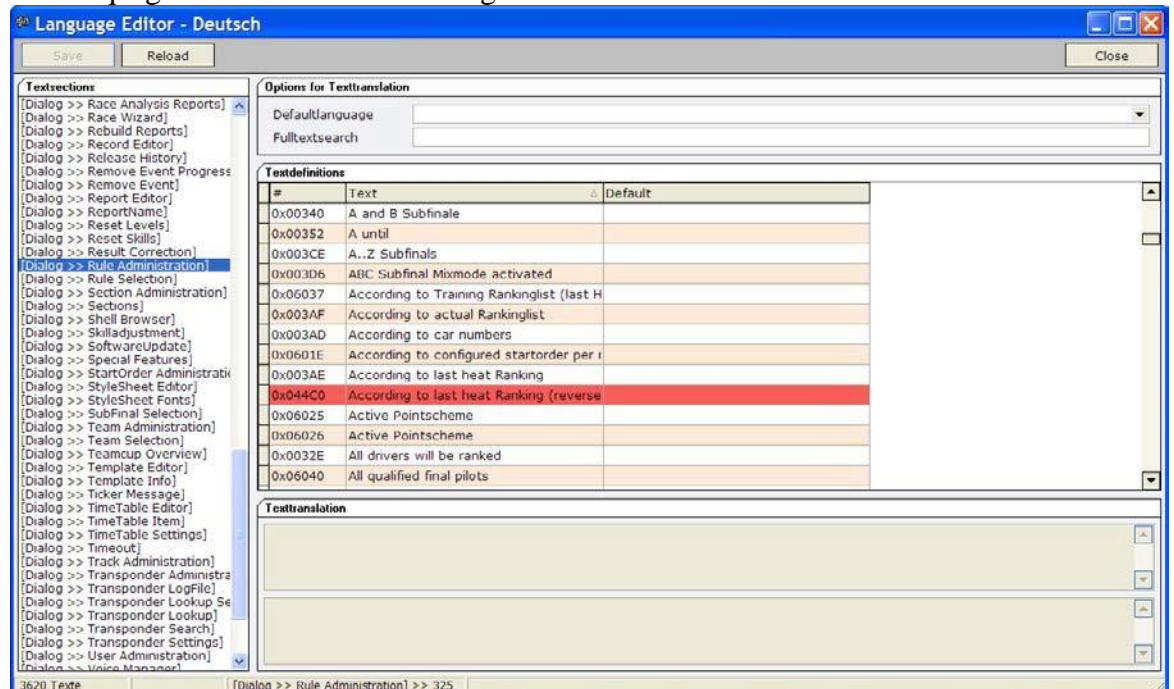 Language Editor - Deutsch
Save Reload Close
Textsections
[Dialog >> Race Analysis Reports]
[Dialog >> Race Wizard]
[Dialog >> Rebuild Reports]
[Dialog >> Record Editor]
[Dialog >> Release History]
[Dialog >> Remove Event Progress
[Dialog >> Remove Event]
[Dialog >> Report Editor]
[Dialog >> ReportName]
[Dialog >> Reset Levels]
[Dialog >> Reset Skills]
[Dialog >> Result Correction]
[Dialog >> Rule Administration]
[Dialog >> Rule Selection]
[Dialog >> Section Administration]
[Dialog >> Sections]
[Dialog >> Shell Browser]
[Dialog >> Skilladjustment]
[Dialog >> SoftwareUpdate]
[Dialog >> Special Features]
[Dialog >> StartOrder Administratio
[Dialog >> StyleSheet Editor]
[Dialog >> StyleSheet Fonts]
[Dialog >> SubFinal Selection]
[Dialog >> Team Administration]
[Dialog >> Team Selection]
[Dialog >> Teamcup Overview]
[Dialog >> Template Editor]
[Dialog >> Template Info]
[Dialog >> Ticker Message]
[Dialog >> TimeTable Editor]
[Dialog >> TimeTable Item]
[Dialog >> TimeTable Settings]
[Dialog >> Timeout]
[Dialog >> Track Administration]
[Dialog >> Transponder Administra
[Dialog >> Transponder LogFile]
[Dialog >> Transponder Lookup Se
[Dialog >> Transponder Lookup]
[Dialog >> Transponder Search]
[Dialog >> Transponder Settings]
[Dialog >> User Administration]
[Dialog >> Voice Manager]
Options for Texttranslation
Defaultlanguage
Fulltextsearch
Textdefinitions
# Text Default
0x00340 A and B Subfinale
0x00352 A until
0x003CE A..Z Subfinals
0x003D6 ABC Subfinal Mixmode activated
0x06037 According to Training Rankinglist (last H
0x003AF According to actual Rankinglist
0x003AD According to car numbers
0x0601E According to configured startorder per r
0x003AE According to last heat Ranking
0x044C0 According to last heat Ranking (reverse
0x06025 Active Pointscheme
0x06026 Active Pointscheme
0x0032E All drivers will be ranked
0x06040 All qualified final pilots
Texttranslation
3620 Texte [Dialog >> Rule Administration] >> 325